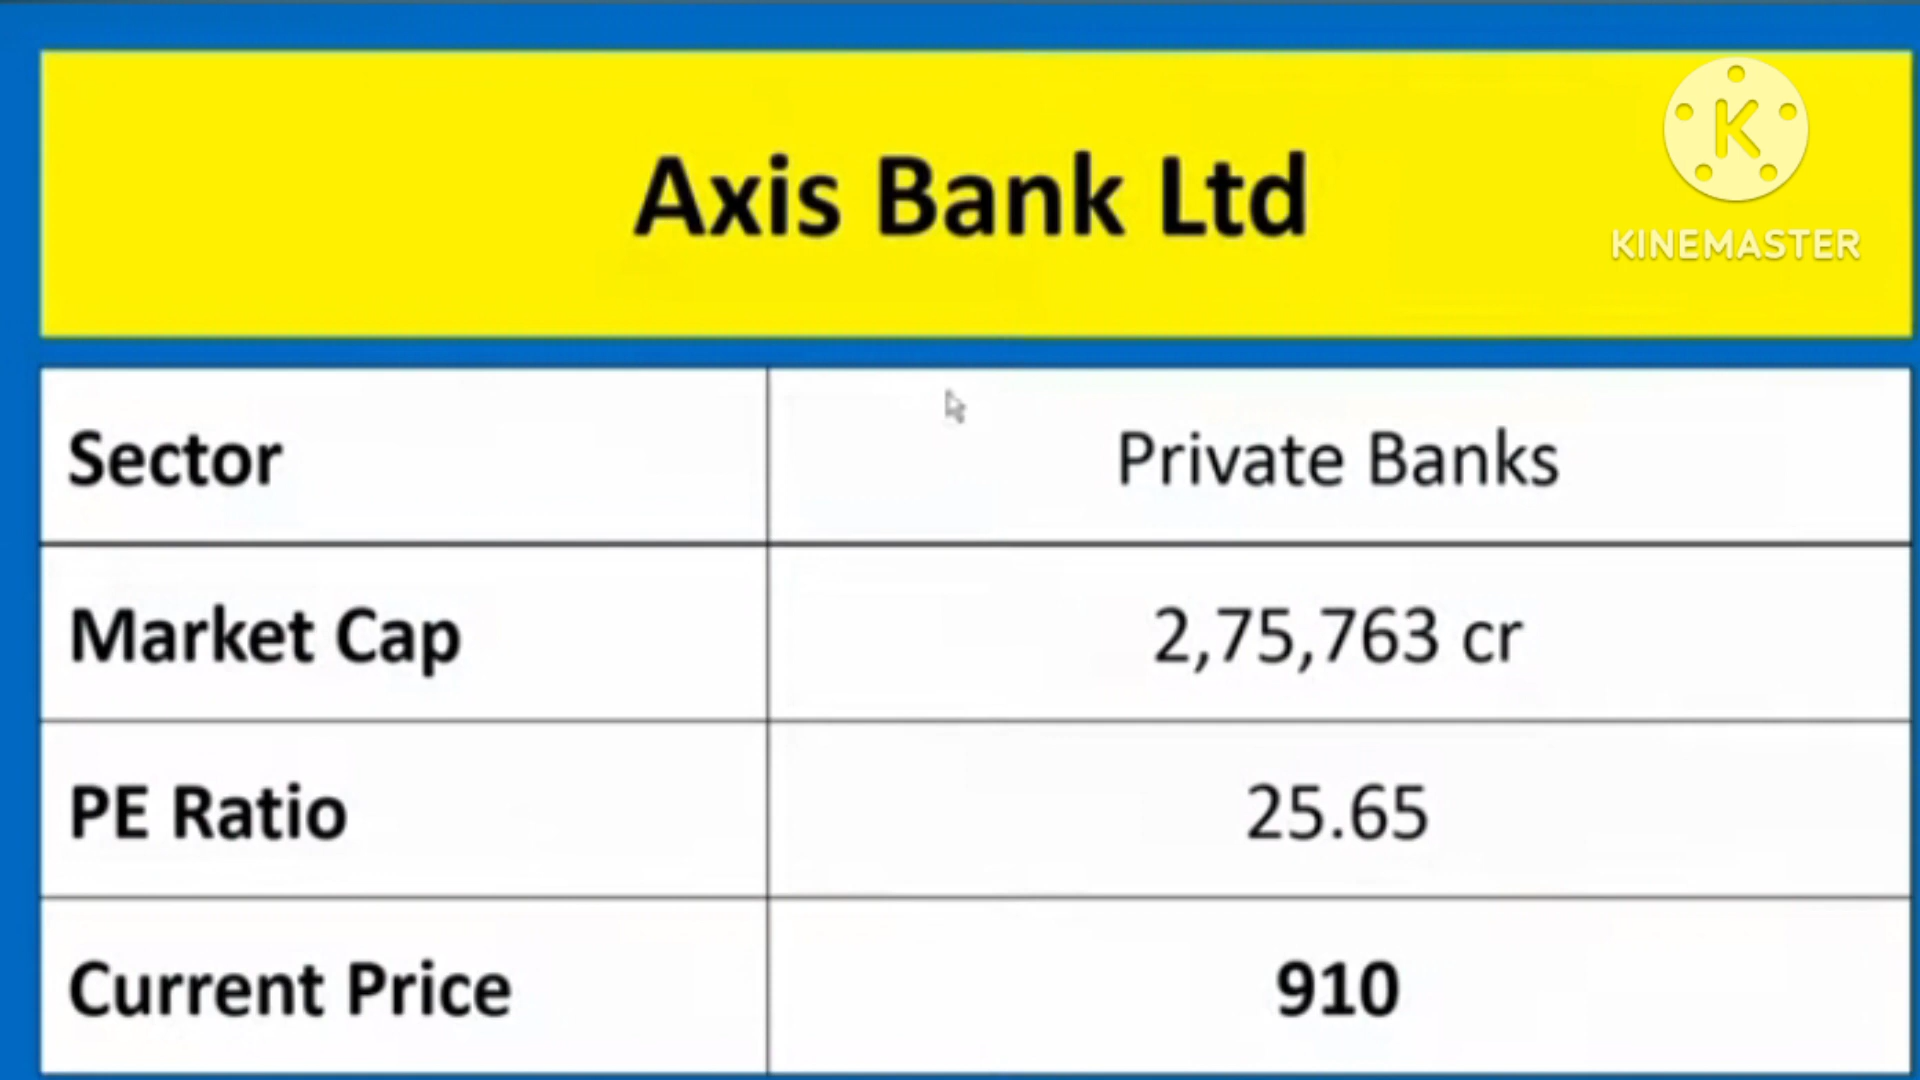 Axis Bank Ltd
K
KINEMASTER
Sector Private Banks
Market Cap 2,75,763 cr
PE Ratio 25.65
Current Price 910